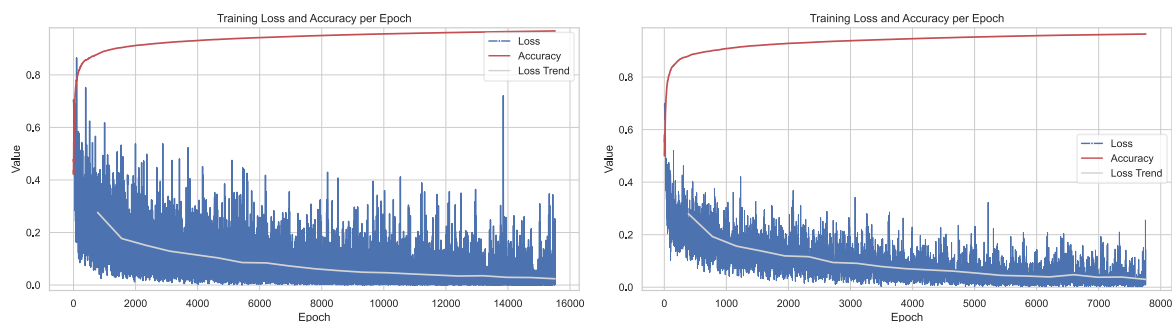 Training Loss and Accuracy per Epoch
Loss
Accuracy
Loss Trend
Value
0.8
0.6
0.4
0.2
0.0
0 2000 4000 6000 8000 10000 12000 14000 16000
Epoch
Training Loss and Accuracy per Epoch
Loss
Accuracy
Loss Trend
Value
0.8
0.6
0.4
0.2
0.0
0 1000 2000 3000 4000 5000 6000 7000 8000
Epoch